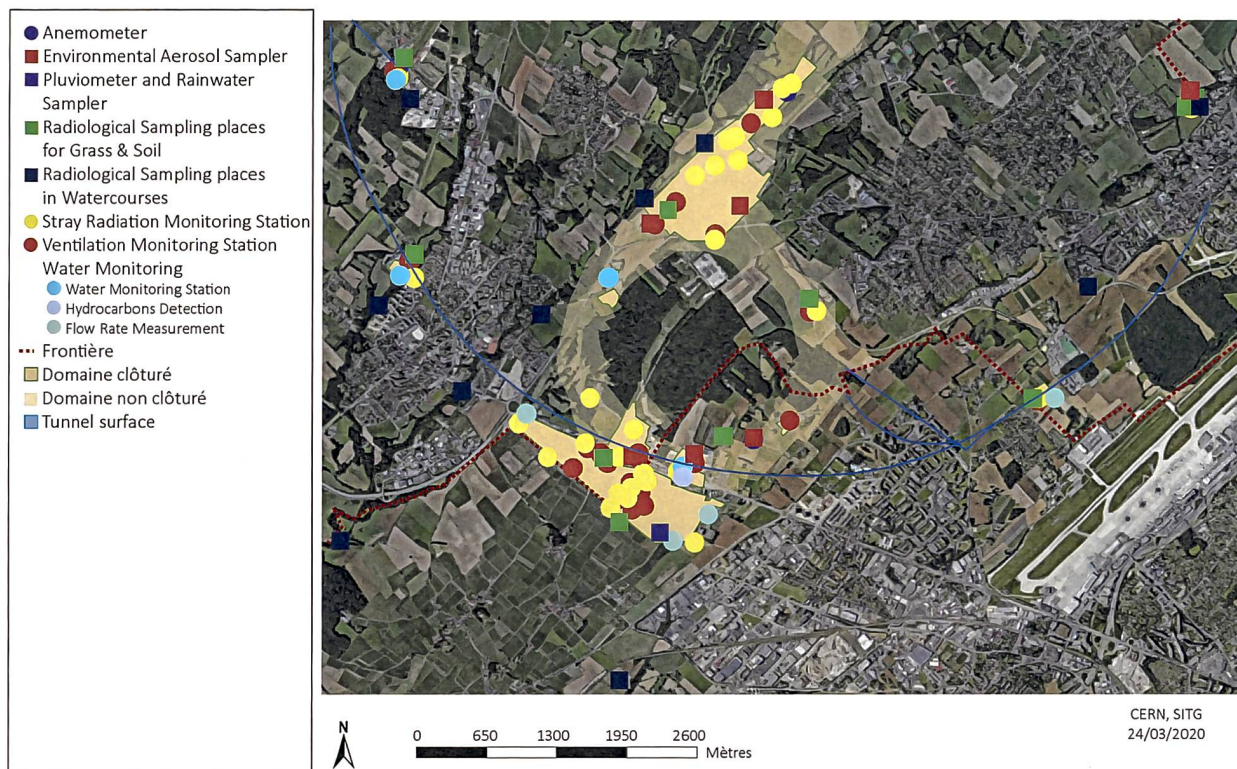 Anemometer
Environmental Aerosol Sampler
Pluviometer and Rainwater
Sampler
Radiological Sampling places
for Grass & Soil
Radiological Sampling places
in Watercourses
Stray Radiation Monitoring Station
Ventilation Monitoring Station
Water Monitoring
Water Monitoring Station
Hydrocarbons Detection
Flow Rate Measurement
Frontière
Domaine clôturé
Domaine non clôturé
Tunnel surface
N
0 650 1300 1950 2600
Mètres
CERN, SITG
24/03/2020